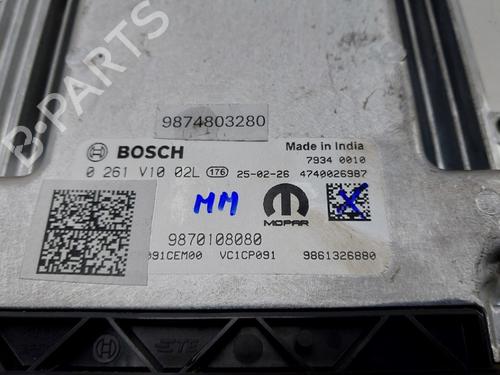 B-PARTS
9874803280
BOSCH
Made in India
7934 0010
0 261 V10 02L 176 25-02-26 4740026987
MM
MOPAR
X
9870108080
091CEM00 VC1CP091 9861326880